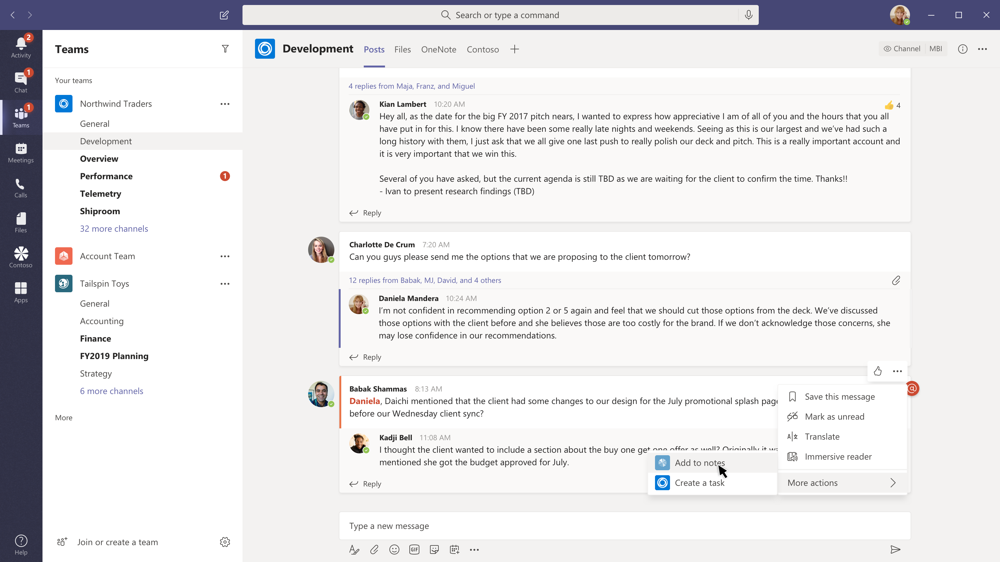 Search or type a command
2
Activity
1
Chat
1
Teams
Meetings
Calls
Files
Contoso
Apps
Help
Teams
Your teams
Northwind Traders
General
Development
Overview
Performance
1
Telemetry
Shiproom
32 more channels
Account Team
Tailspin Toys
General
Accounting
Finance
FY2019 Planning
Strategy
6 more channels
More
Join or create a team
Development
Posts
Files
OneNote
Contoso
Channel
MBI
4 replies from Maja, Franz, and Miguel
Kian Lambert 10:20 AM
4
Hey all, as the date for the big FY 2017 pitch nears, I wanted to express how appreciative I am of all of you and the hours that you all
have put in for this. I know there have been some really late nights and weekends. Seeing as this is our largest and we’ve had such a
long history with them, I just ask that we all give one last push to really polish our deck and pitch. This is a really important account and
it is very important that we win this.
Several of you have asked, but the current agenda is still TBD as we are waiting for the client to confirm the time. Thanks!!
- Ivan to present research findings (TBD)
Reply
Charlotte De Crum 7:20 AM
Can you guys please send me the options that we are proposing to the client tomorrow?
12 replies from Babak, MJ, David, and 4 others
Daniela Mandera 10:24 AM
I’m not confident in recommending option 2 or 5 again and feel that we should cut those options from the deck. We’ve discussed
those options with the client before and she believes those are too costly for the brand. If we don’t acknowledge those concerns, she
may lose confidence in our recommendations.
Reply
Babak Shammas 8:13 AM
@
Daniela, Daichi mentioned that the client had some changes to our design for the July promotional splash page
before our Wednesday client sync?
Kadji Bell 11:08 AM
I thought the client wanted to include a section about the buy one get one offer as well? Originally it
mentioned she got the budget approved for July.
Reply
Save this message
Mark as unread
Translate
Immersive reader
More actions
Add to notes
Create a task
Type a new message
GIF